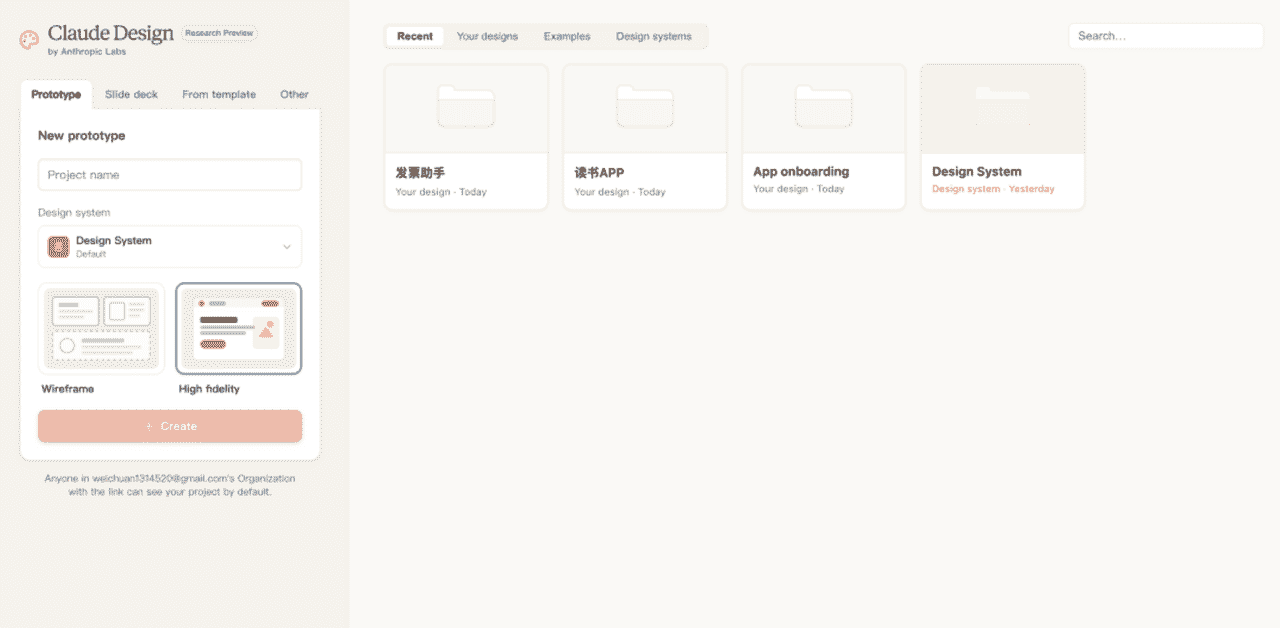 Claude Design
Research Preview
by Anthropic Labs
Prototype
Slide deck
From template
Other
New prototype
Project name
Design system
Design System
Default
Wireframe
High fidelity
+ Create
Anyone in weichuan1314520@gmail.com's Organization
with the link can see your project by default.
Recent
Your designs
Examples
Design systems
Search...
发票助手
Your design · Today
读书APP
Your design · Today
App onboarding
Your design · Today
Design System
Design system · Yesterday